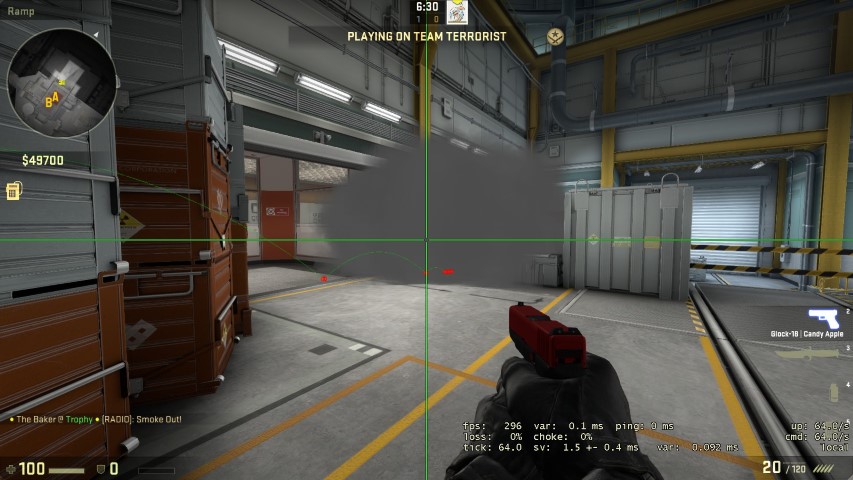 Ramp
6:30
1 0
PLAYING ON TEAM TERRORIST
B A
$49700
2
Glock-18 | Candy Apple
3
4
• The Baker @ Trophy • [RADIO]: Smoke Out!
fps: 296 var: 0.1 ms ping: 0 ms
loss: 0% choke: 0%
tick: 64.0 sv: 1.5 +- 0.4 ms var: 0.092 ms
up: 64.0/s
cmd: 64.0/s
local
100
0
20 / 120